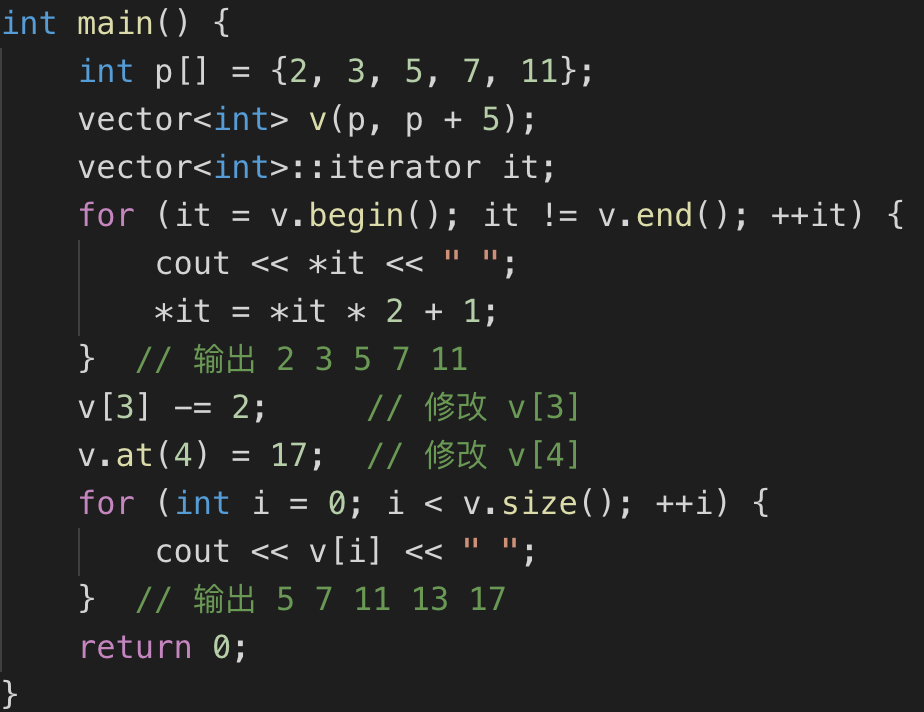 int main() {
    int p[] = {2, 3, 5, 7, 11};
    vector<int> v(p, p + 5);
    vector<int>::iterator it;
    for (it = v.begin(); it != v.end(); ++it) {
        cout << *it << " ";
        *it = *it * 2 + 1;
    }  // 输出 2 3 5 7 11
    v[3] -= 2;     // 修改 v[3]
    v.at(4) = 17;  // 修改 v[4]
    for (int i = 0; i < v.size(); ++i) {
        cout << v[i] << " ";
    }  // 输出 5 7 11 13 17
    return 0;
}